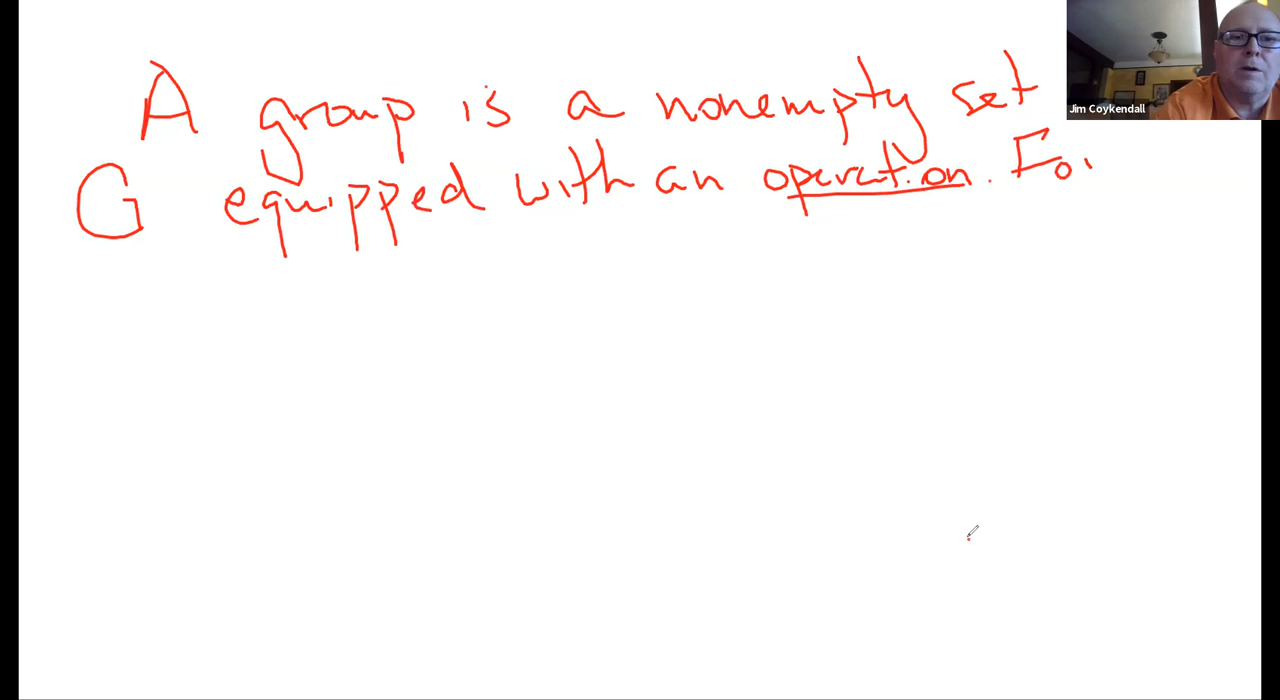 A group is a nonempty set
G equipped with an operation. Fo
Jim Coykendall